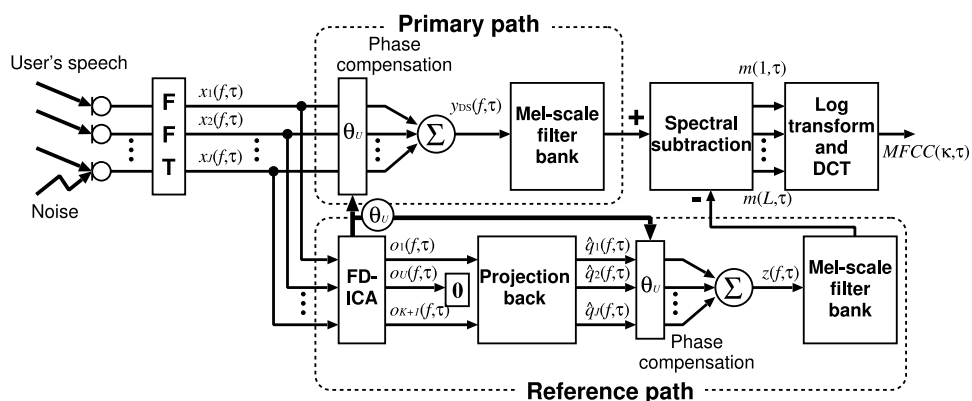 Primary path
User's speech
Phase
compensation
F
F
T
x1(f,τ)
x2(f,τ)
xJ(f,τ)
θU
Σ
yDS(f,τ)
Mel-scale
filter
bank
+
Spectral
subtraction
-
m(1,τ)
m(L,τ)
Log
transform
and
DCT
MFCC(κ,τ)
Noise
θU
FD-
ICA
o1(f,τ)
oU(f,τ)
oK+1(f,τ)
0
Projection
back
q̂1(f,τ)
q̂2(f,τ)
q̂J(f,τ)
θU
Σ
z(f,τ)
Mel-scale
filter
bank
Phase
compensation
Reference path